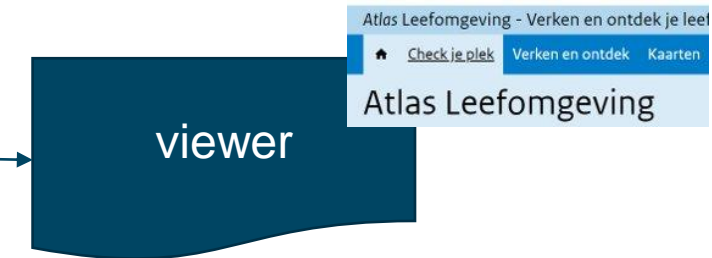 Atlas Leefomgeving - Verken en ontdek je leef
Check je plek Verken en ontdek Kaarten
Atlas Leefomgeving
viewer